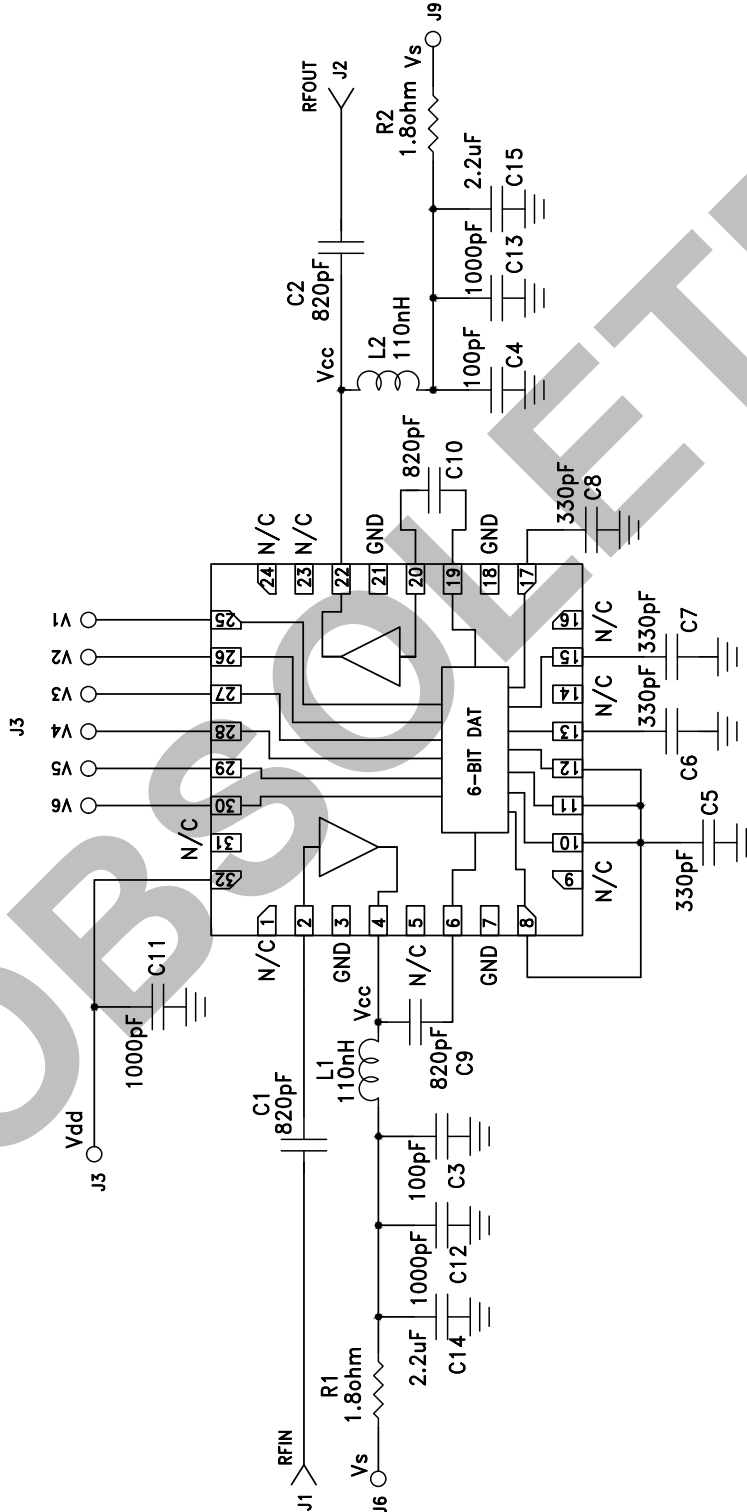 J9
Vs
R2
1.8ohm
2.2uF
C15
1000pF
C13
100pF
C4
RFOUT
J2
C2
820pF
Vcc
L2
110nH
820pF
C10
330pF
C8
24 N/C
23 N/C
22
21 GND
20
19
18 GND
17
J3
V1
V2
V3
V4
V5
V6
25
26
27
28
29
30
31 N/C
32
6-BIT DAT
16 N/C
15
14 N/C
13
12
11
10
9 N/C
330pF
C7
330pF
C6
330pF
C5
1 N/C
2
3 GND
4
5 N/C
6
7 GND
8
Vdd
J3
1000pF
C11
C1
820pF
Vcc
L1
110nH
820pF
C9
100pF
C3
1000pF
C12
2.2uF
C14
R1
1.8ohm
RFIN
J1
Vs
J6
OBSOLETE